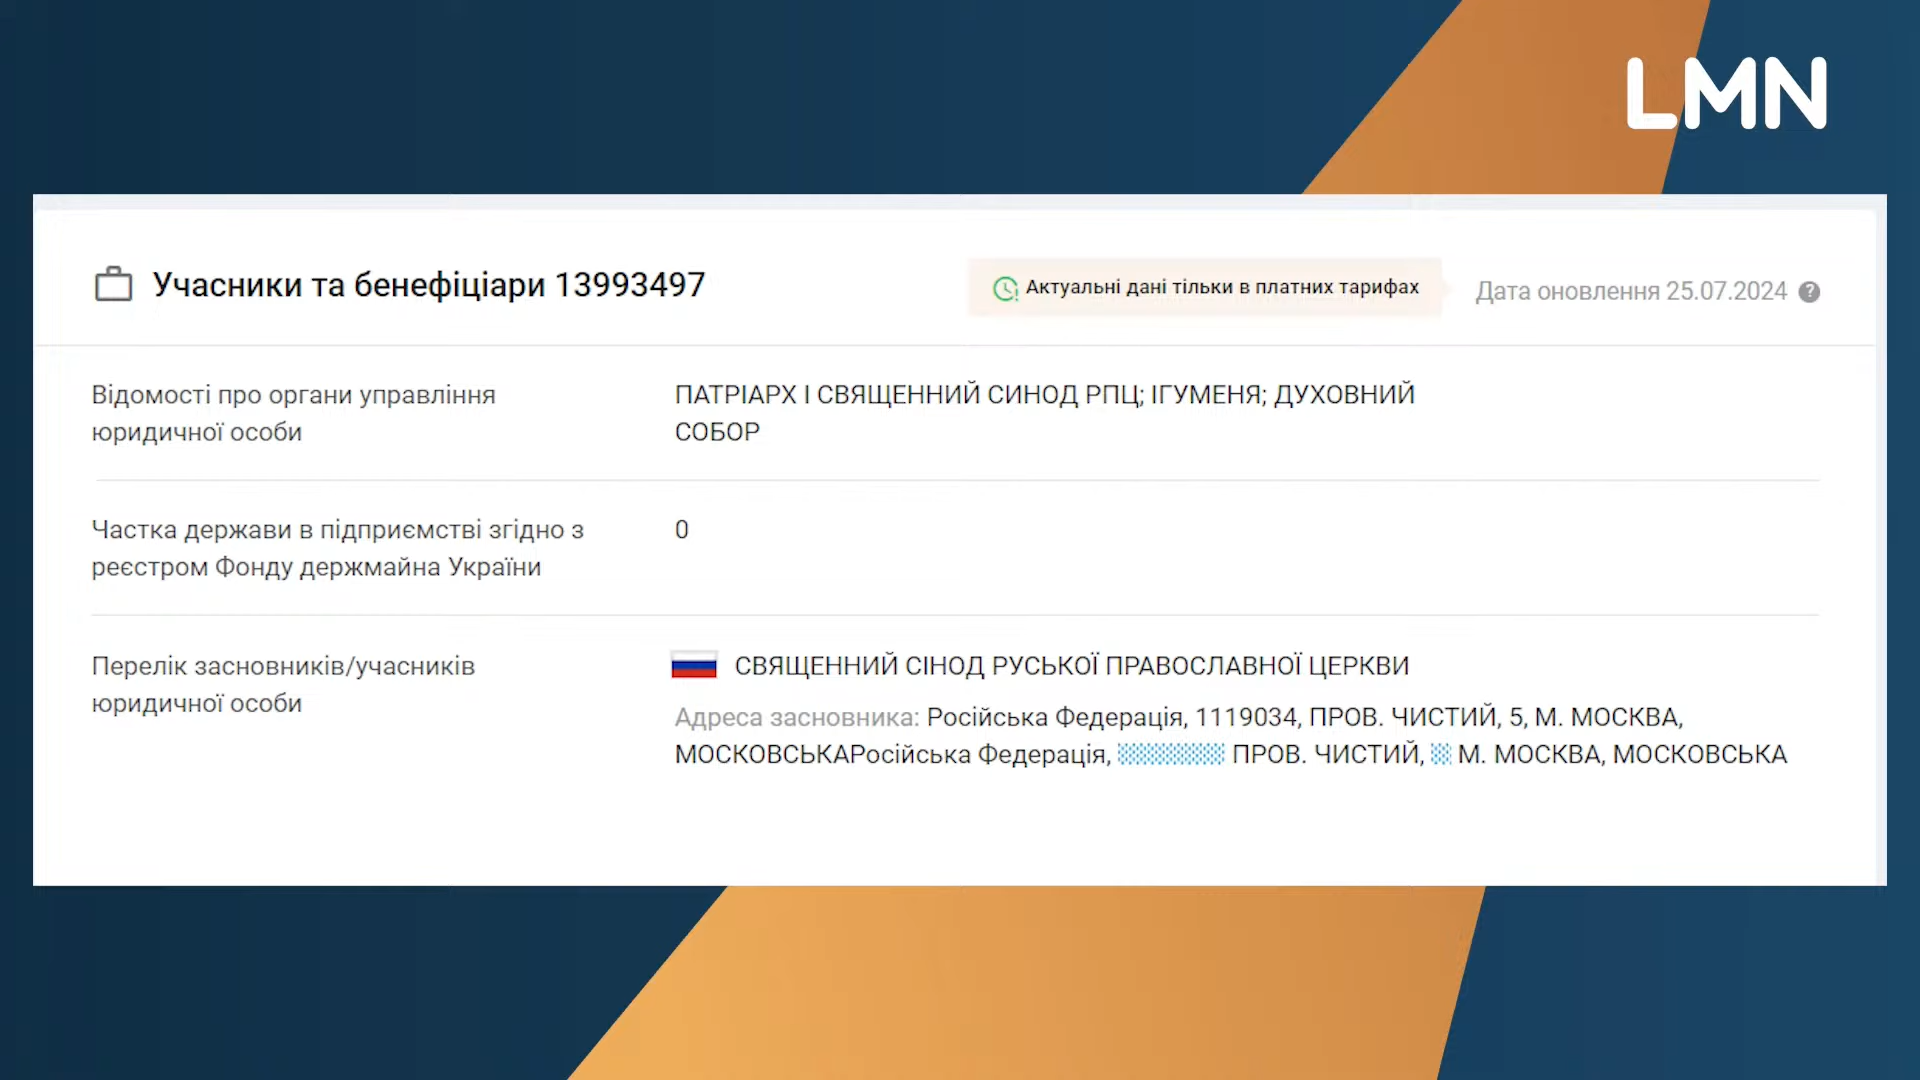 LMN
Учасники та бенефіціари 13993497
Актуальні дані тільки в платних тарифах
Дата оновлення 25.07.2024 ?
Відомості про органи управління
юридичної особи
ПАТРІАРХ І СВЯЩЕННИЙ СИНОД РПЦ; ІГУМЕНЯ; ДУХОВНИЙ
СОБОР
Частка держави в підприємстві згідно з
реєстром Фонду держмайна України
0
Перелік засновників/учасників
юридичної особи
СВЯЩЕННИЙ СІНОД РУСЬКОЇ ПРАВОСЛАВНОЇ ЦЕРКВИ
Адреса засновника: Російська Федерація, 1119034, ПРОВ. ЧИСТИЙ, 5, М. МОСКВА,
МОСКОВСЬКАРосійська Федерація, ПРОВ. ЧИСТИЙ, М. МОСКВА, МОСКОВСЬКА